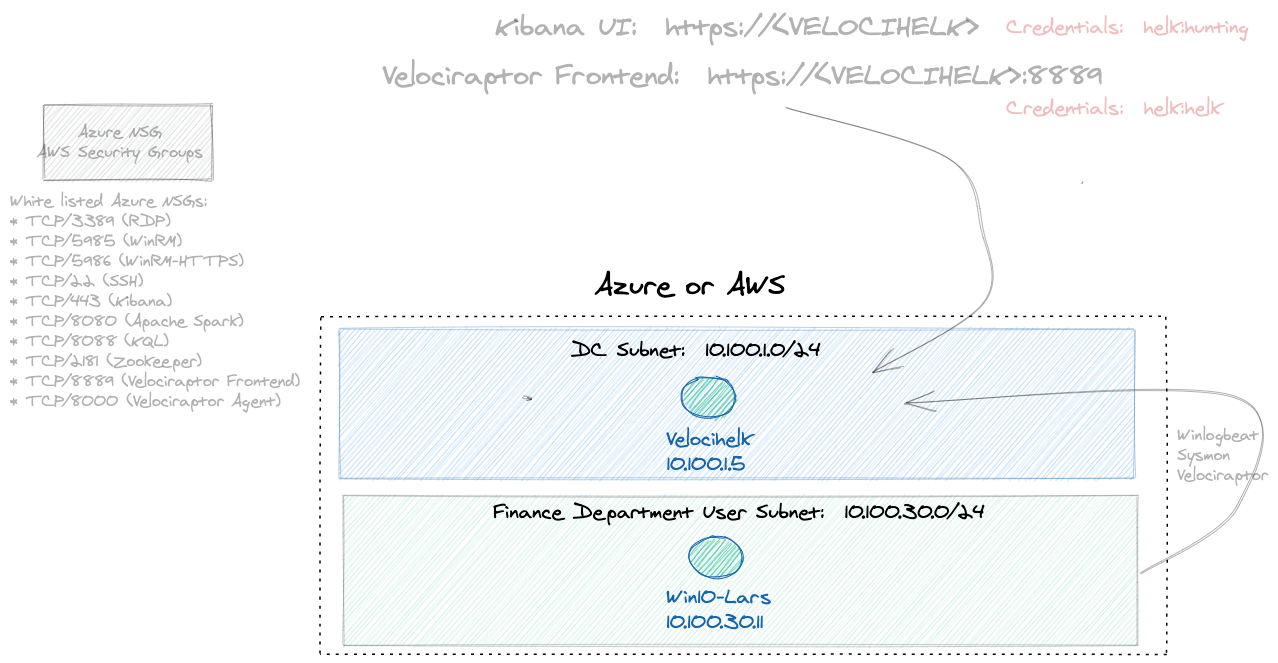 Kibana UI: https://<VELOCIHELK> Credentials: helk:hunting
Velociraptor Frontend: https://<VELOCIHELK>:8889
Credentials: helk:helk
Azure NSG
AWS Security Groups
White listed Azure NSGs:
* TCP/3389 (RDP)
* TCP/5985 (WinRM)
* TCP/5986 (WinRM-HTTPS)
* TCP/22 (SSH)
* TCP/443 (Kibana)
* TCP/8080 (Apache Spark)
* TCP/8088 (KQL)
* TCP/2181 (Zookeeper)
* TCP/8889 (Velociraptor Frontend)
* TCP/8000 (Velociraptor Agent)
Azure or AWS
DC Subnet: 10.100.1.0/24
Velocihelk
10.100.1.5
Winlogbeat
Sysmon
Velociraptor
Finance Department User Subnet: 10.100.30.0/24
Win10-Lars
10.100.30.11